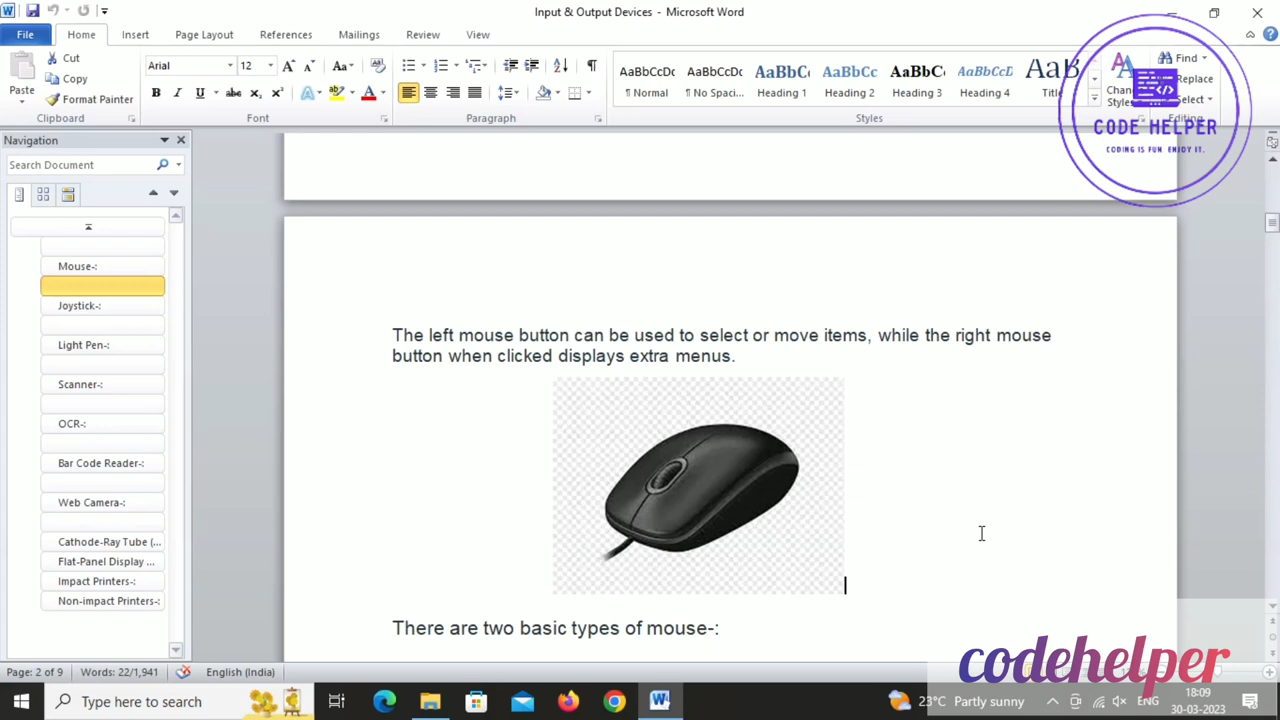 Input & Output Devices - Microsoft Word
File Home Insert Page Layout References Mailings Review View
Paste
Cut
Copy
Format Painter
Clipboard
Arial 12
Font
Paragraph
AaBbCcDc AaBbCcDc AaBbC AaBbCc AaBbCc AaBbCcD AaB
¶ Normal ¶ No Spaci... Heading 1 Heading 2 Heading 3 Heading 4 Title
Styles
Styles
Find
Replace
Select
Editing
CODE HELPER
CODING IS FUN ENJOY IT.
Navigation
Search Document
Mouse-:
Joystick-:
Light Pen-:
Scanner-:
OCR-:
Bar Code Reader-:
Web Camera-:
Cathode-Ray Tube (...
Flat-Panel Display ...
Impact Printers-:
Non-impact Printers-:
The left mouse button can be used to select or move items, while the right mouse
button when clicked displays extra menus.
There are two basic types of mouse-:
codehelper
Page: 2 of 9 Words: 22/1,941 English (India)
Type here to search
23°C Partly sunny
ENG
18:09
30-03-2023